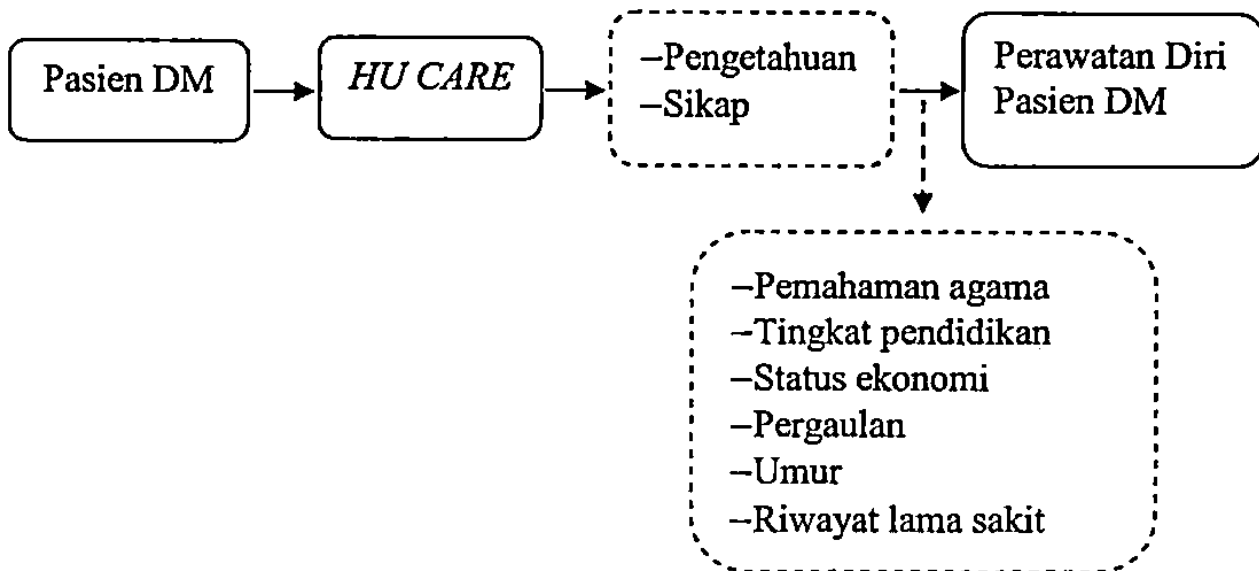 Pasien DM
HU CARE
–Pengetahuan
–Sikap
Perawatan Diri
Pasien DM
–Pemahaman agama
–Tingkat pendidikan
–Status ekonomi
–Pergaulan
–Umur
–Riwayat lama sakit